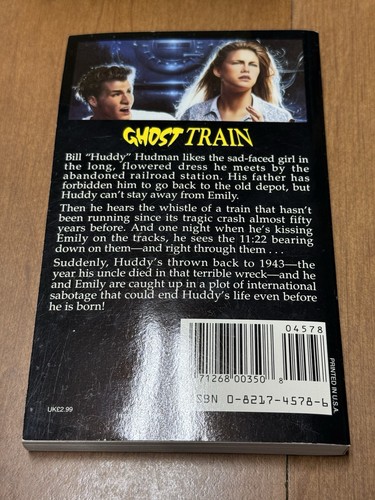 GHOST TRAIN
Bill "Huddy" Hudman likes the sad-faced girl in
the long, flowered dress he meets by the
abandoned railroad station. His father has
forbidden him to go back to the old depot, but
Huddy can't stay away from Emily.
Then he hears the whistle of a train that hasn't
been running since its tragic crash almost fifty
years before. And one night when he's kissing
Emily on the tracks, he sees the 11:22 bearing
down on them—and right through them . . .
Suddenly, Huddy's thrown back to 1943—the
year his uncle died in that terrible wreck—and he
and Emily are caught up in a plot of international
sabotage that could end Huddy's life even before
he is born!
04578
71268 00350 8
ISBN 0-8217-4578-6
PRINTED IN U.S.A.
UK£2.99